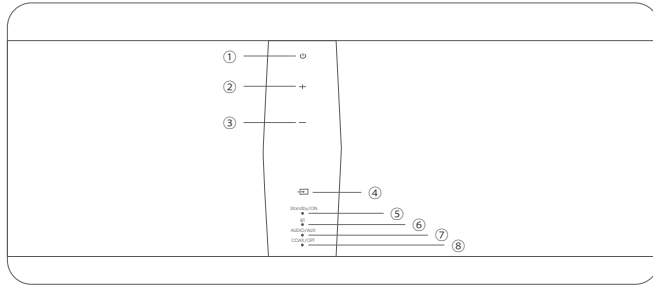 ①
②
③
④
Standby/ON
⑤
BT
⑥
AUDIO/AUX
⑦
COAX/OPT
⑧